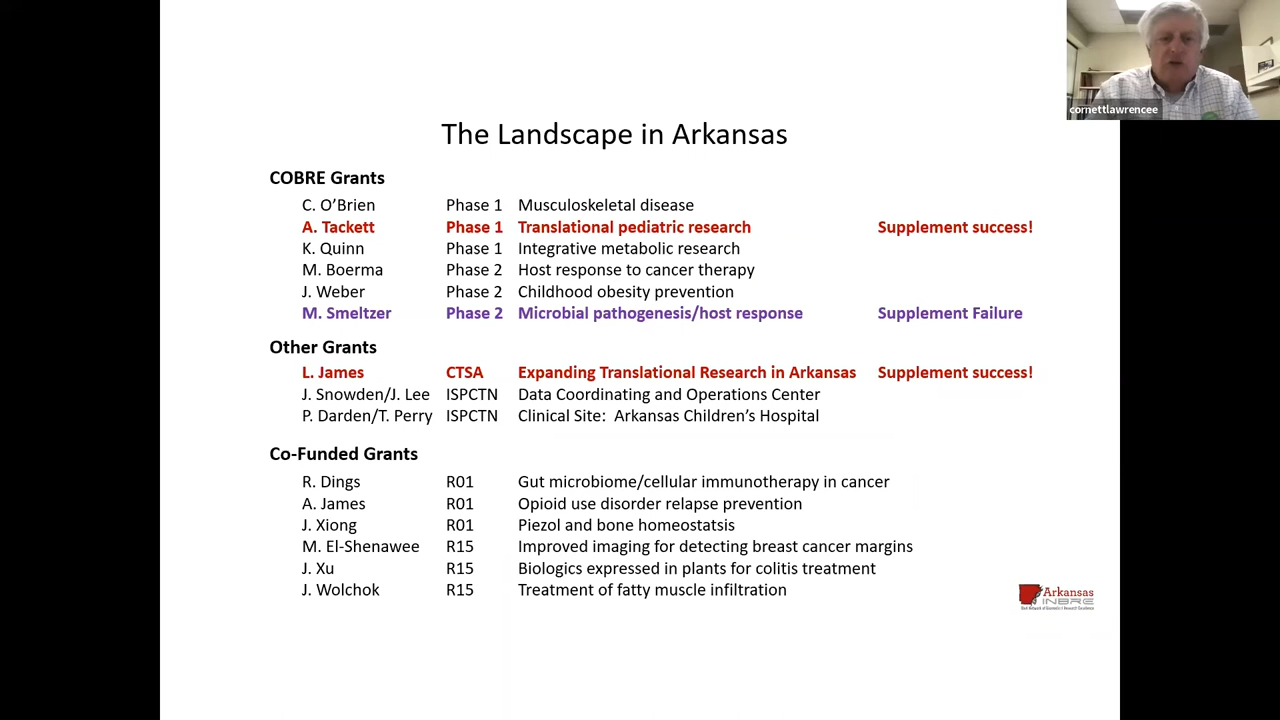 cornettlawrencee
The Landscape in Arkansas
COBRE Grants
C. O’Brien Phase 1 Musculoskeletal disease
A. Tackett Phase 1 Translational pediatric research Supplement success!
K. Quinn Phase 1 Integrative metabolic research
M. Boerma Phase 2 Host response to cancer therapy
J. Weber Phase 2 Childhood obesity prevention
M. Smeltzer Phase 2 Microbial pathogenesis/host response Supplement Failure
Other Grants
L. James CTSA Expanding Translational Research in Arkansas Supplement success!
J. Snowden/J. Lee ISPCTN Data Coordinating and Operations Center
P. Darden/T. Perry ISPCTN Clinical Site: Arkansas Children’s Hospital
Co-Funded Grants
R. Dings R01 Gut microbiome/cellular immunotherapy in cancer
A. James R01 Opioid use disorder relapse prevention
J. Xiong R01 Piezol and bone homeostatsis
M. El-Shenawee R15 Improved imaging for detecting breast cancer margins
J. Xu R15 Biologics expressed in plants for colitis treatment
J. Wolchok R15 Treatment of fatty muscle infiltration
Arkansas
INBRE